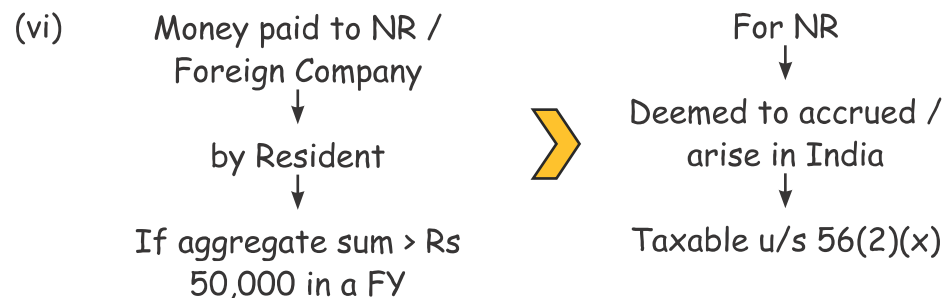 (vi)
Money paid to NR /
Foreign Company
by Resident
If aggregate sum > Rs
50,000 in a FY
For NR
Deemed to accrued /
arise in India
Taxable u/s 56(2)(x)